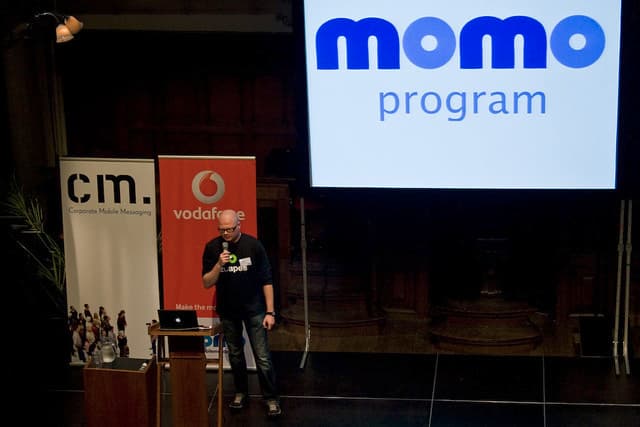 momo
program
cm.
Corporate Mobile Messaging
vodafone
Make the mo